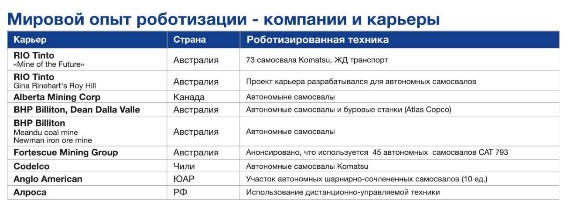 Мировой опыт роботизации - компании и карьеры
Карьер Страна Роботизированная техника
RIO Tinto
«Mine of the Future» Австралия 73 самосвала Komatsu, ЖД транспорт
RIO Tinto
Gina Rinehart's Roy Hill Австралия Проект карьера разрабатывался для автономных самосвалов
Alberta Mining Corp Канада Автономные самосвалы
BHP Billiton, Dean Dalla Valle Австралия Автономные самосвалы и буровые станки (Atlas Copco)
BHP Billiton
Meandu coal mine Австралия Автономные самосвалы
Newman iron ore mine
Fortescue Mining Group Австралия Анонсировано, что используется 45 автономных самосвалов CAT 793
Codelco Чили Автономные самосвалы Komatsu
Anglo American ЮАР Участок автономных шарнирно-сочлененных самосвалов (10 ед.)
Алроса РФ Использование дистанционно-управляемой техники